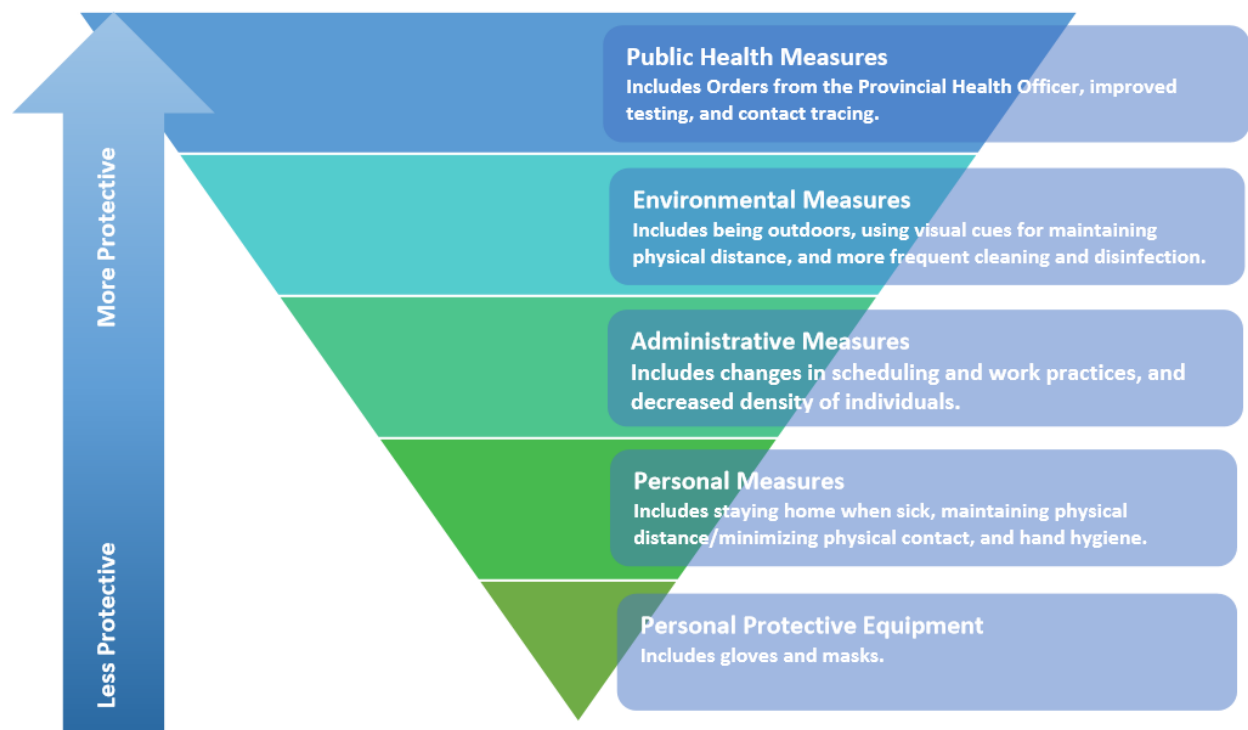 More Protective
Less Protective
Public Health Measures
Includes Orders from the Provincial Health Officer, improved
testing, and contact tracing.
Environmental Measures
Includes being outdoors, using visual cues for maintaining
physical distance, and more frequent cleaning and disinfection.
Administrative Measures
Includes changes in scheduling and work practices, and
decreased density of individuals.
Personal Measures
Includes staying home when sick, maintaining physical
distance/minimizing physical contact, and hand hygiene.
Personal Protective Equipment
Includes gloves and masks.